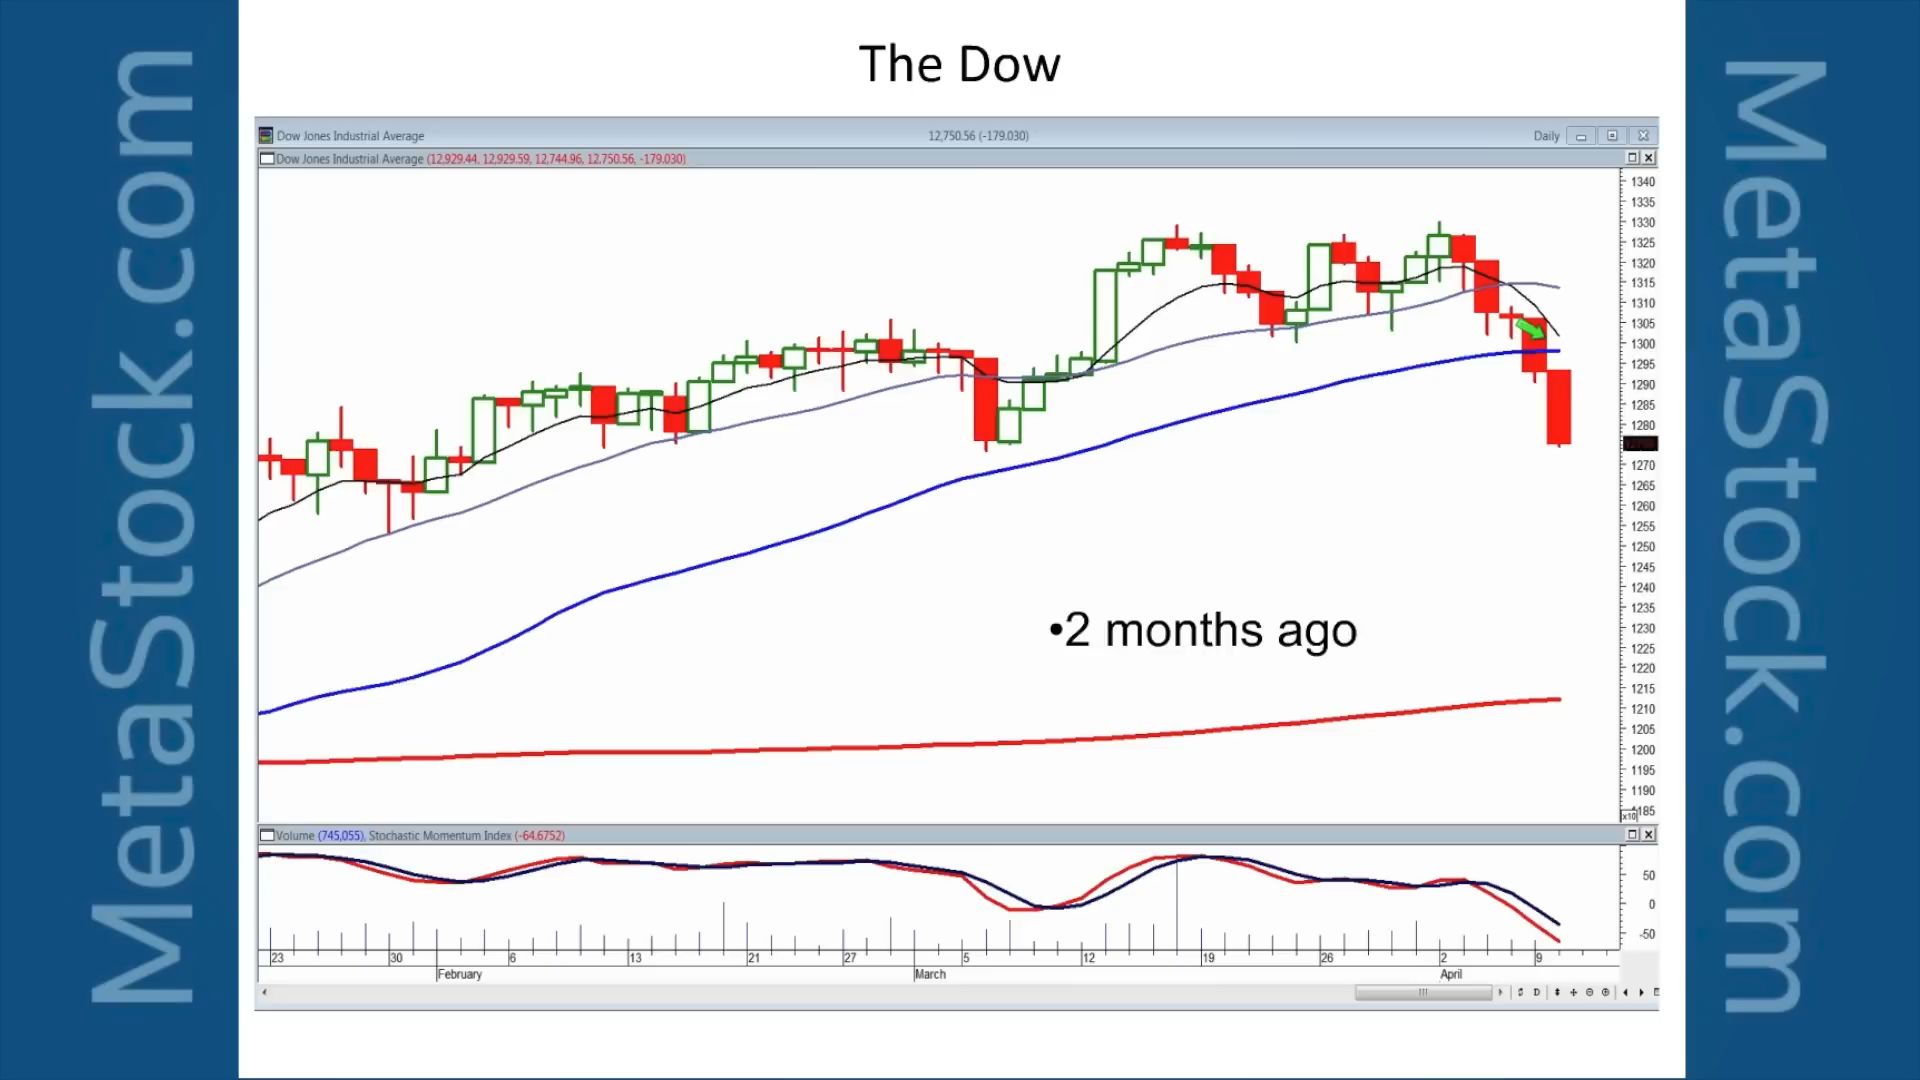 The Dow
MetaStock.com
MetaStock.com
Dow Jones Industrial Average
12,750.56 (-179.030)
Daily
Dow Jones Industrial Average (12,929.44, 12,929.59, 12,744.96, 12,750.56, -179.030)
1340
1335
1330
1325
1320
1315
1310
1305
1300
1295
1290
1285
1280
1270
1265
1260
1255
1250
1245
1240
1235
1230
1225
1220
1215
1210
1205
1200
1195
1190
1185
x10
•2 months ago
Volume (745,055), Stochastic Momentum Index (-64.6752)
50
0
-50
23 30 6 13 21 27 5 12 19 26 2 9
February March April
D